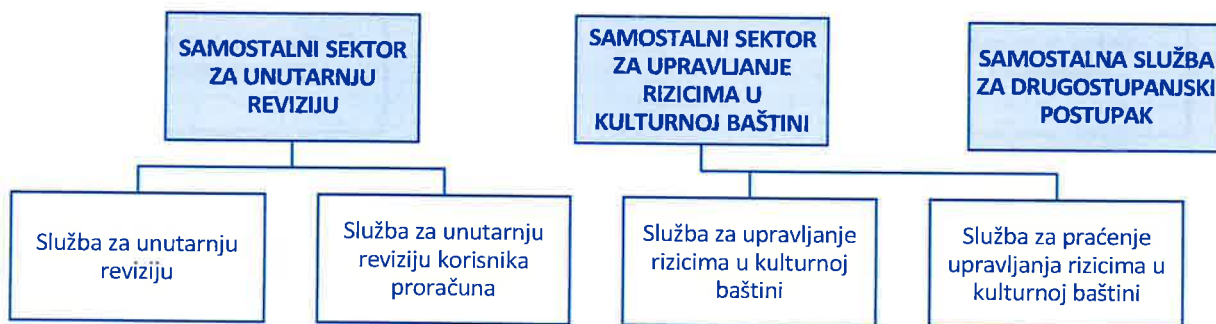 SAMOSTALNI SEKTOR
ZA UNUTARNJU
REVIZIJU
SAMOSTALNI SEKTOR
ZA UPRAVLJANJE
RIZICIMA U
KULTURNOJ BAŠTINI
SAMOSTALNA SLUŽBA
ZA DRUGOSTUPANJSKI
POSTUPAK
Služba za unutarnju
reviziju
Služba za unutarnju
reviziju korisnika
proračuna
Služba za upravljanje
rizicima u kulturnoj
baštini
Služba za praćenje
upravljanja rizicima u
kulturnoj baštini